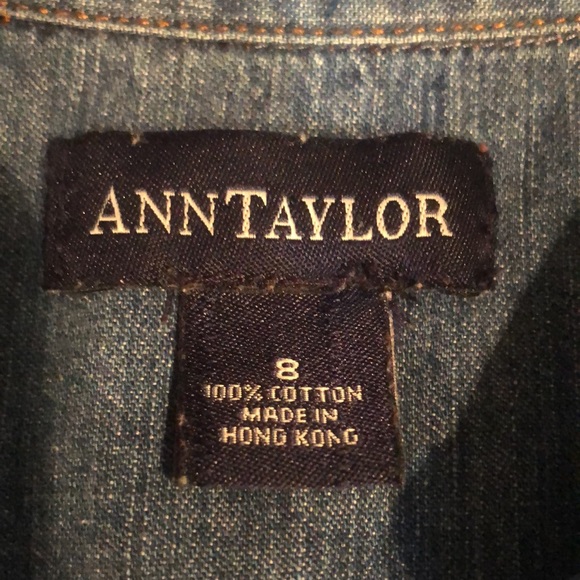 ANNTAYLOR
8
100% COTTON
MADE IN
HONG KONG